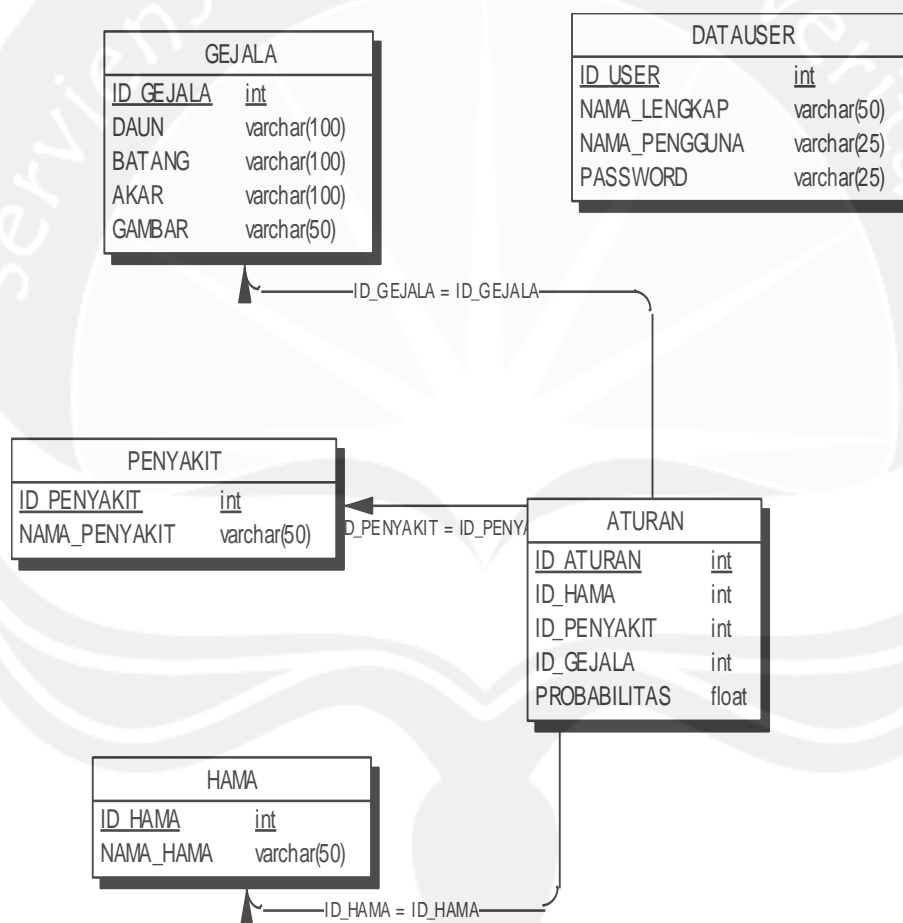 GEJALA
ID_GEJALA int
DAUN varchar(100)
BATANG varchar(100)
AKAR varchar(100)
GAMBAR varchar(50)
DATAUSER
ID_USER int
NAMA_LENGKAP varchar(50)
NAMA_PENGGUNA varchar(25)
PASSWORD varchar(25)
ID_GEJALA = ID_GEJALA
PENYAKIT
ID_PENYAKIT int
NAMA_PENYAKIT varchar(50)
D_PENYAKIT = ID_PENYA
ATURAN
ID_ATURAN int
ID_HAMA int
ID_PENYAKIT int
ID_GEJALA int
PROBABILITAS float
HAMA
ID_HAMA int
NAMA_HAMA varchar(50)
ID_HAMA = ID_HAMA
serviens